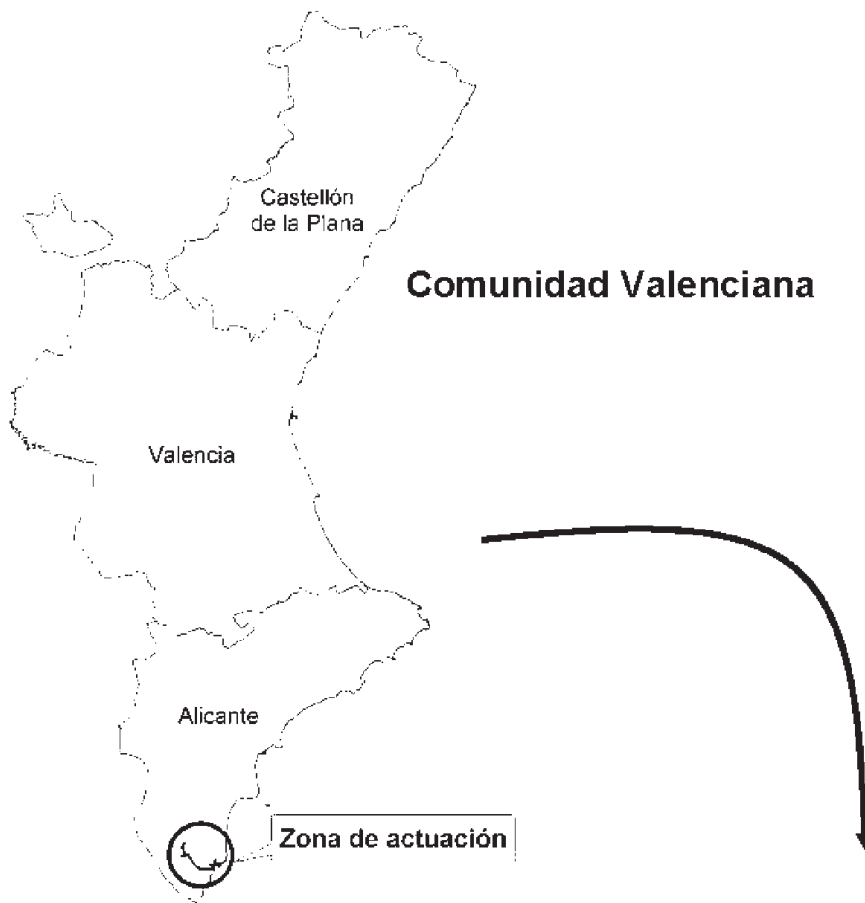 Castellón
de la Plana
Comunidad Valenciana
Valencia
Alicante
Zona de actuación